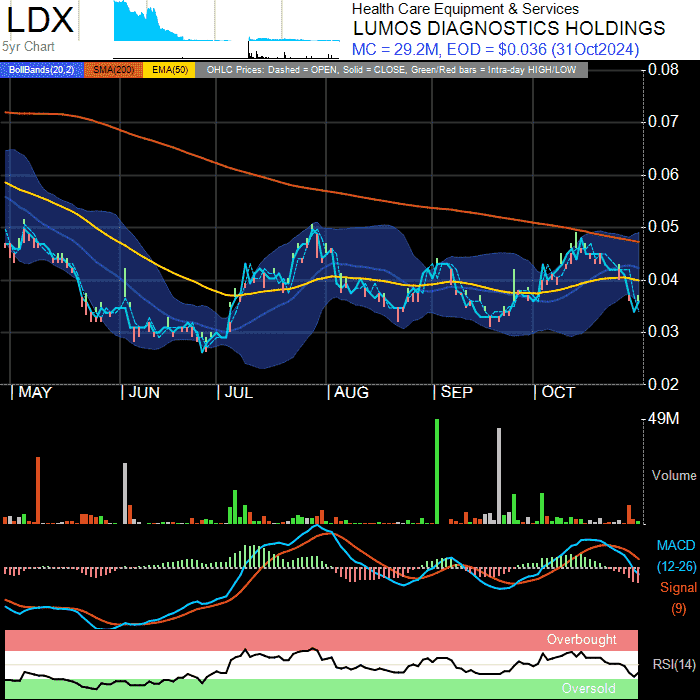 LDX
5yr Chart
Health Care Equipment & Services
LUMOS DIAGNOSTICS HOLDINGS
MC = 29.2M, EOD = $0.036 (31Oct2024)
BollBands(20,2) SMA(200) EMA(50) OHLC Prices: Dashed = OPEN, Solid = CLOSE, Green/Red bars = Intra-day HIGH/LOW
0.08
0.07
0.06
0.05
0.04
0.03
0.02
MAY JUN JUL AUG SEP OCT
49M
Volume
MACD
(12-26)
Signal
(9)
Overbought
RSI(14)
Oversold